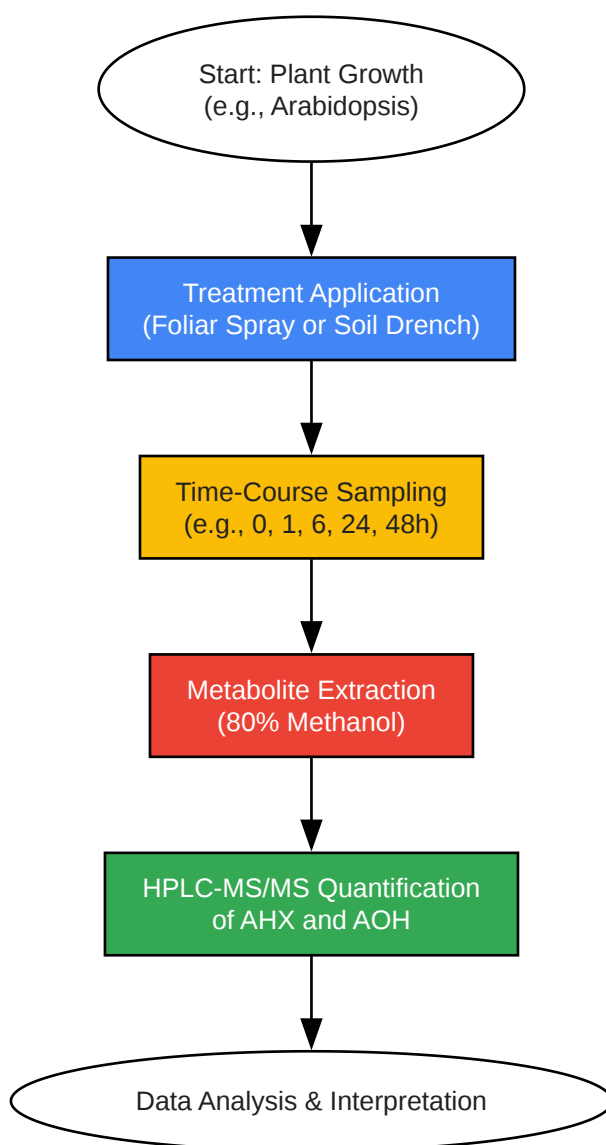 Start: Plant Growth
(e.g., Arabidopsis)
Treatment Application
(Foliar Spray or Soil Drench)
Time-Course Sampling
(e.g., 0, 1, 6, 24, 48h)
Metabolite Extraction
(80% Methanol)
HPLC-MS/MS Quantification
of AHX and AOH
Data Analysis & Interpretation